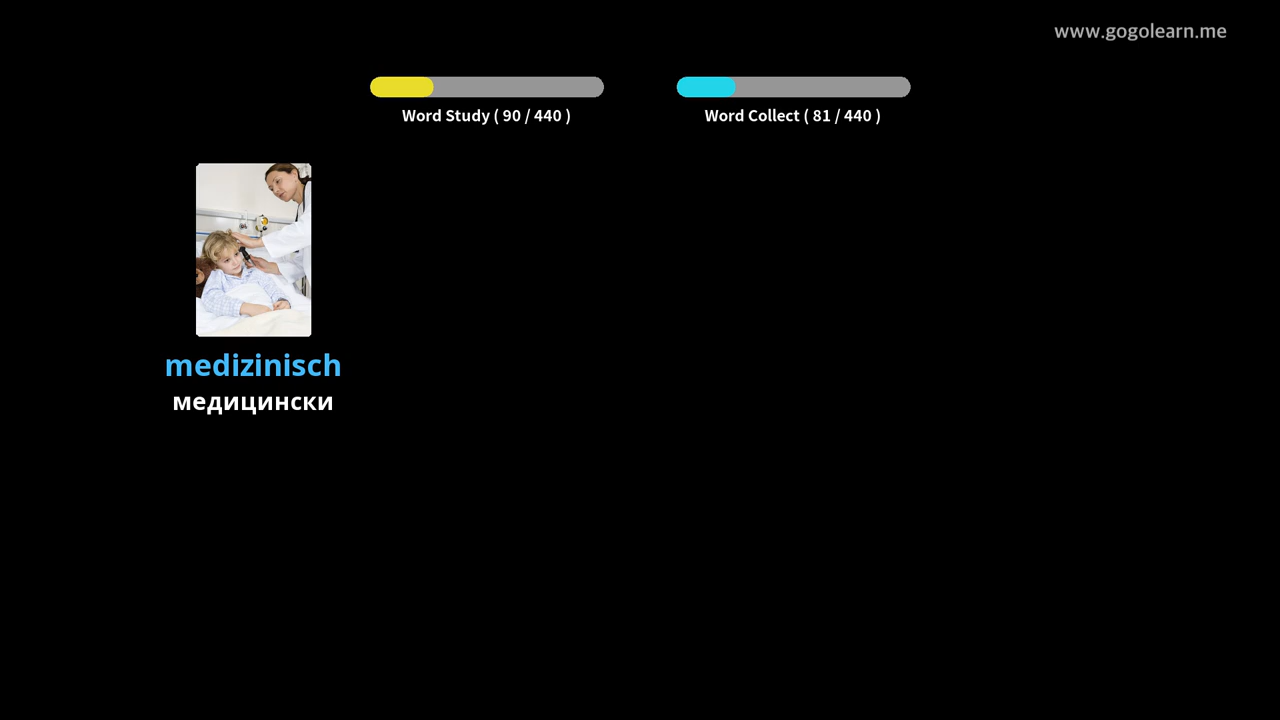 www.gogolearn.me
Word Study ( 90 / 440 )
Word Collect ( 81 / 440 )
medizinisch
медицински